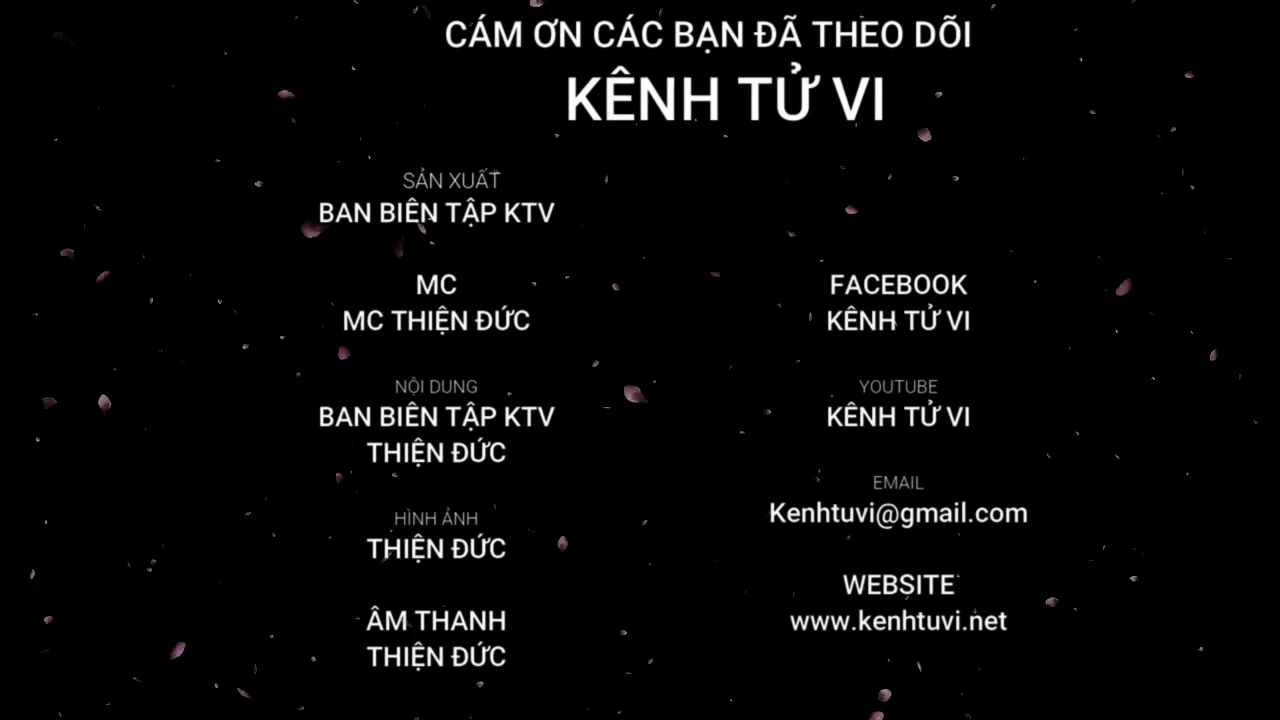 CÁM ƠN CÁC BẠN ĐÃ THEO DÕI
KÊNH TỬ VI
SẢN XUẤT
BAN BIÊN TẬP KTV
MC
MC THIỆN ĐỨC
NỘI DUNG
BAN BIÊN TẬP KTV
THIỆN ĐỨC
HÌNH ẢNH
THIỆN ĐỨC
ÂM THANH
THIỆN ĐỨC
FACEBOOK
KÊNH TỬ VI
YOUTUBE
KÊNH TỬ VI
EMAIL
Kenhtuvi@gmail.com
WEBSITE
www.kenhtuvi.net